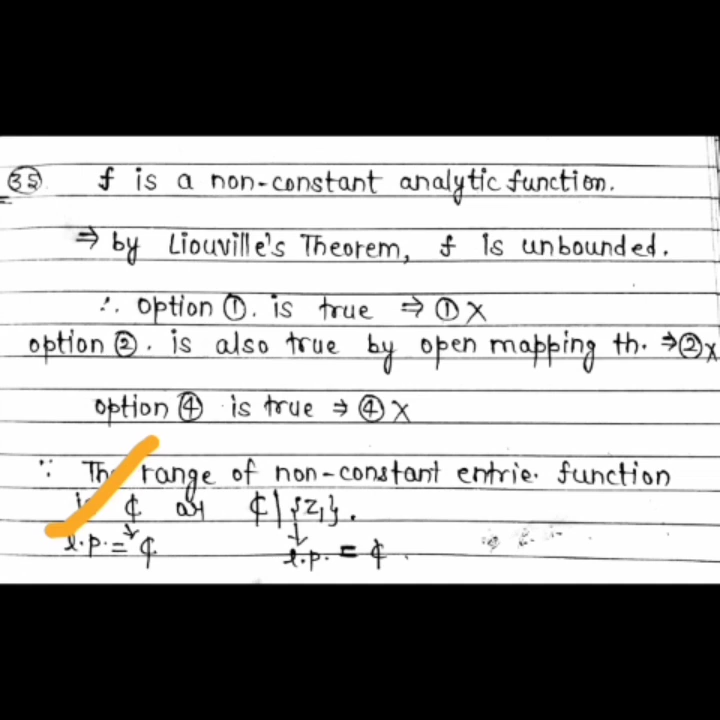 35 f is a non-constant analytic function.
⇒ by Liouville's Theorem, f is unbounded.
∴ option ①. is true ⇒ ① X
option ②. is also true by open mapping th. ⇒ ② X
option ④ is true ⇒ ④ X
∵ The range of non-constant entrie. function
is ₵ or ₵ \ {z₁}.
↓ ↓
l.p. = ₵ l.p. = ₵.